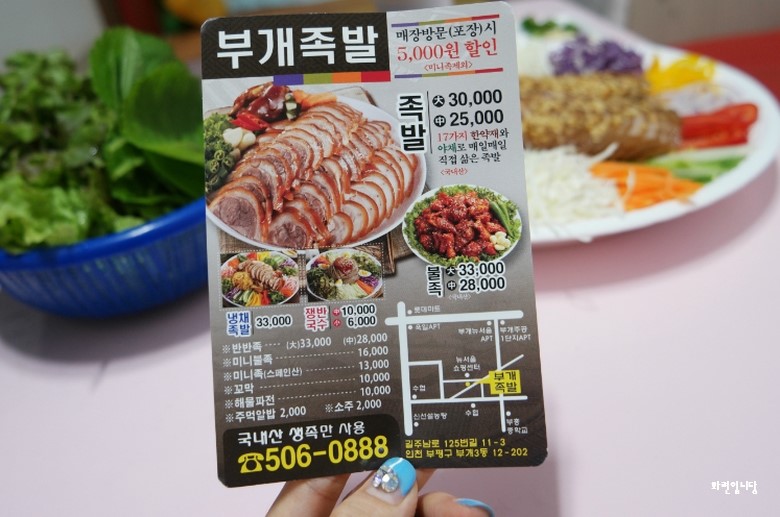 부개족발
매장방문(포장)시
5,000원 할인
<미니족제외>
족발
大 30,000
中 25,000
17가지 한약재와
야채로 매일매일
직접 삶은 족발
<국내산>
불족
大 33,000
中 28,000
<국내산>
냉채족발 33,000
쟁반국수 中 10,000
小 6,000
※반반족 (大)33,000 (中)28,000
※미니불족 16,000
※미니족(스페인산) 13,000
※꼬막 10,000
※해물파전 10,000
※주먹알밥 2,000 ※소주 2,000
국내산 생족만 사용
☎506-0888
롯데마트
욱일APT
부개뉴서울APT
부개주공1단지APT
뉴서울쇼핑센터
부개족발
수협
수협
신선설농탕
부흥중학교
길주남로 125번길 11-3
인천 부평구 부개3동 12-202
화련입니당